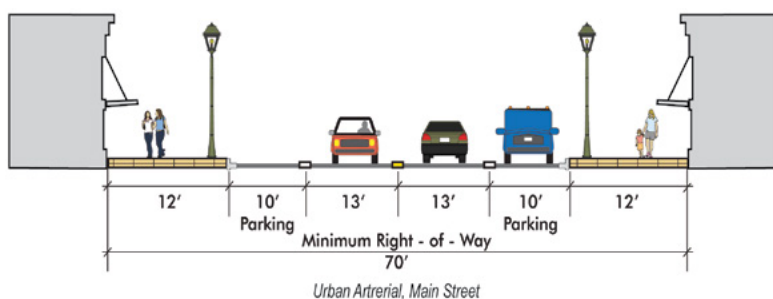 12' 10' 13' 13' 10' 12'
Parking Parking
Minimum Right - of - Way
70'
Urban Artrerial, Main Street